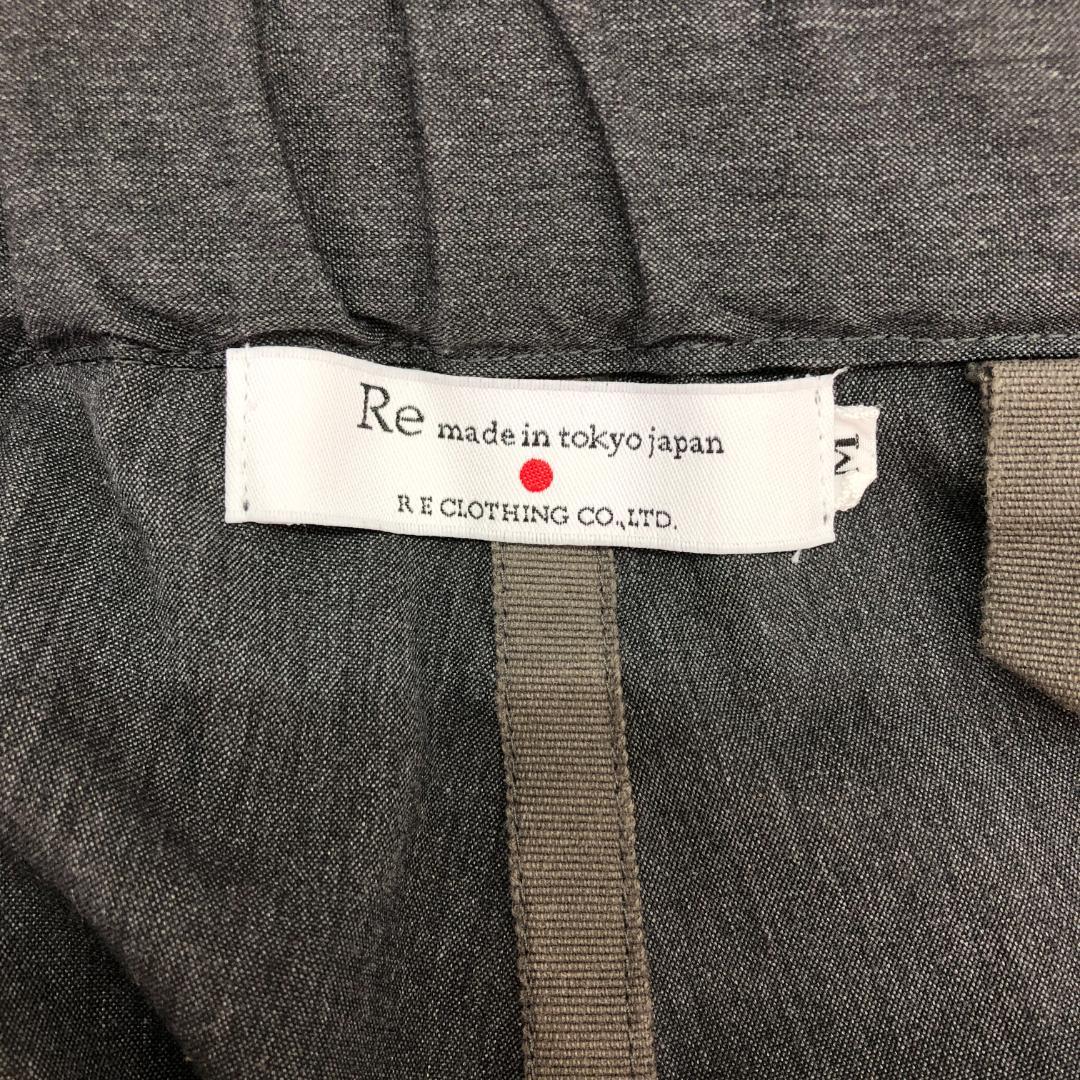 Re made in tokyo japan
R E CLOTHING CO.,LTD.
M